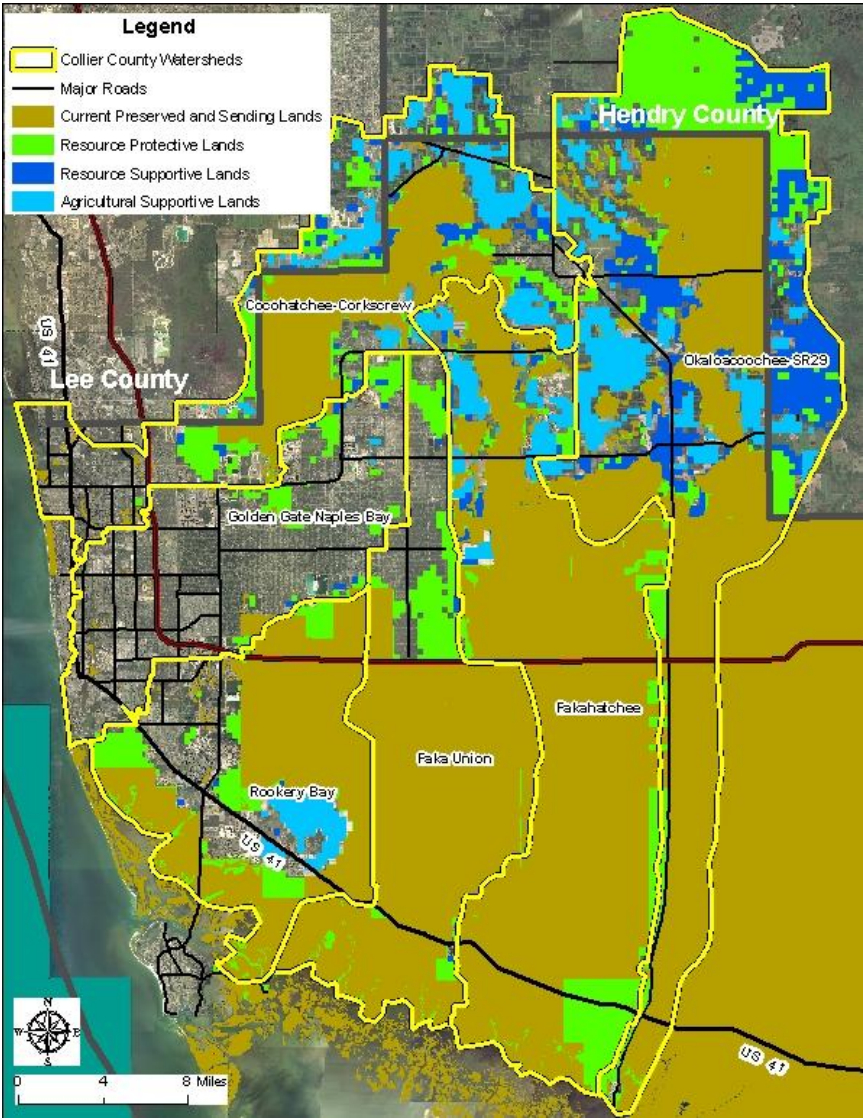 Legend
Collier County Watersheds
Major Roads
Current Preserved and Sending Lands
Resource Protective Lands
Resource Supportive Lands
Agricultural Supportive Lands
Hendry County
Cocohatchee-Corkscrew
US 41
Okaloacoochee-SR29
Lee County
Golden Gate Naples Bay
Fakahatchee
Faka Union
Rookery Bay
US 41
N
W E
S
US 41
0 4 8 Miles